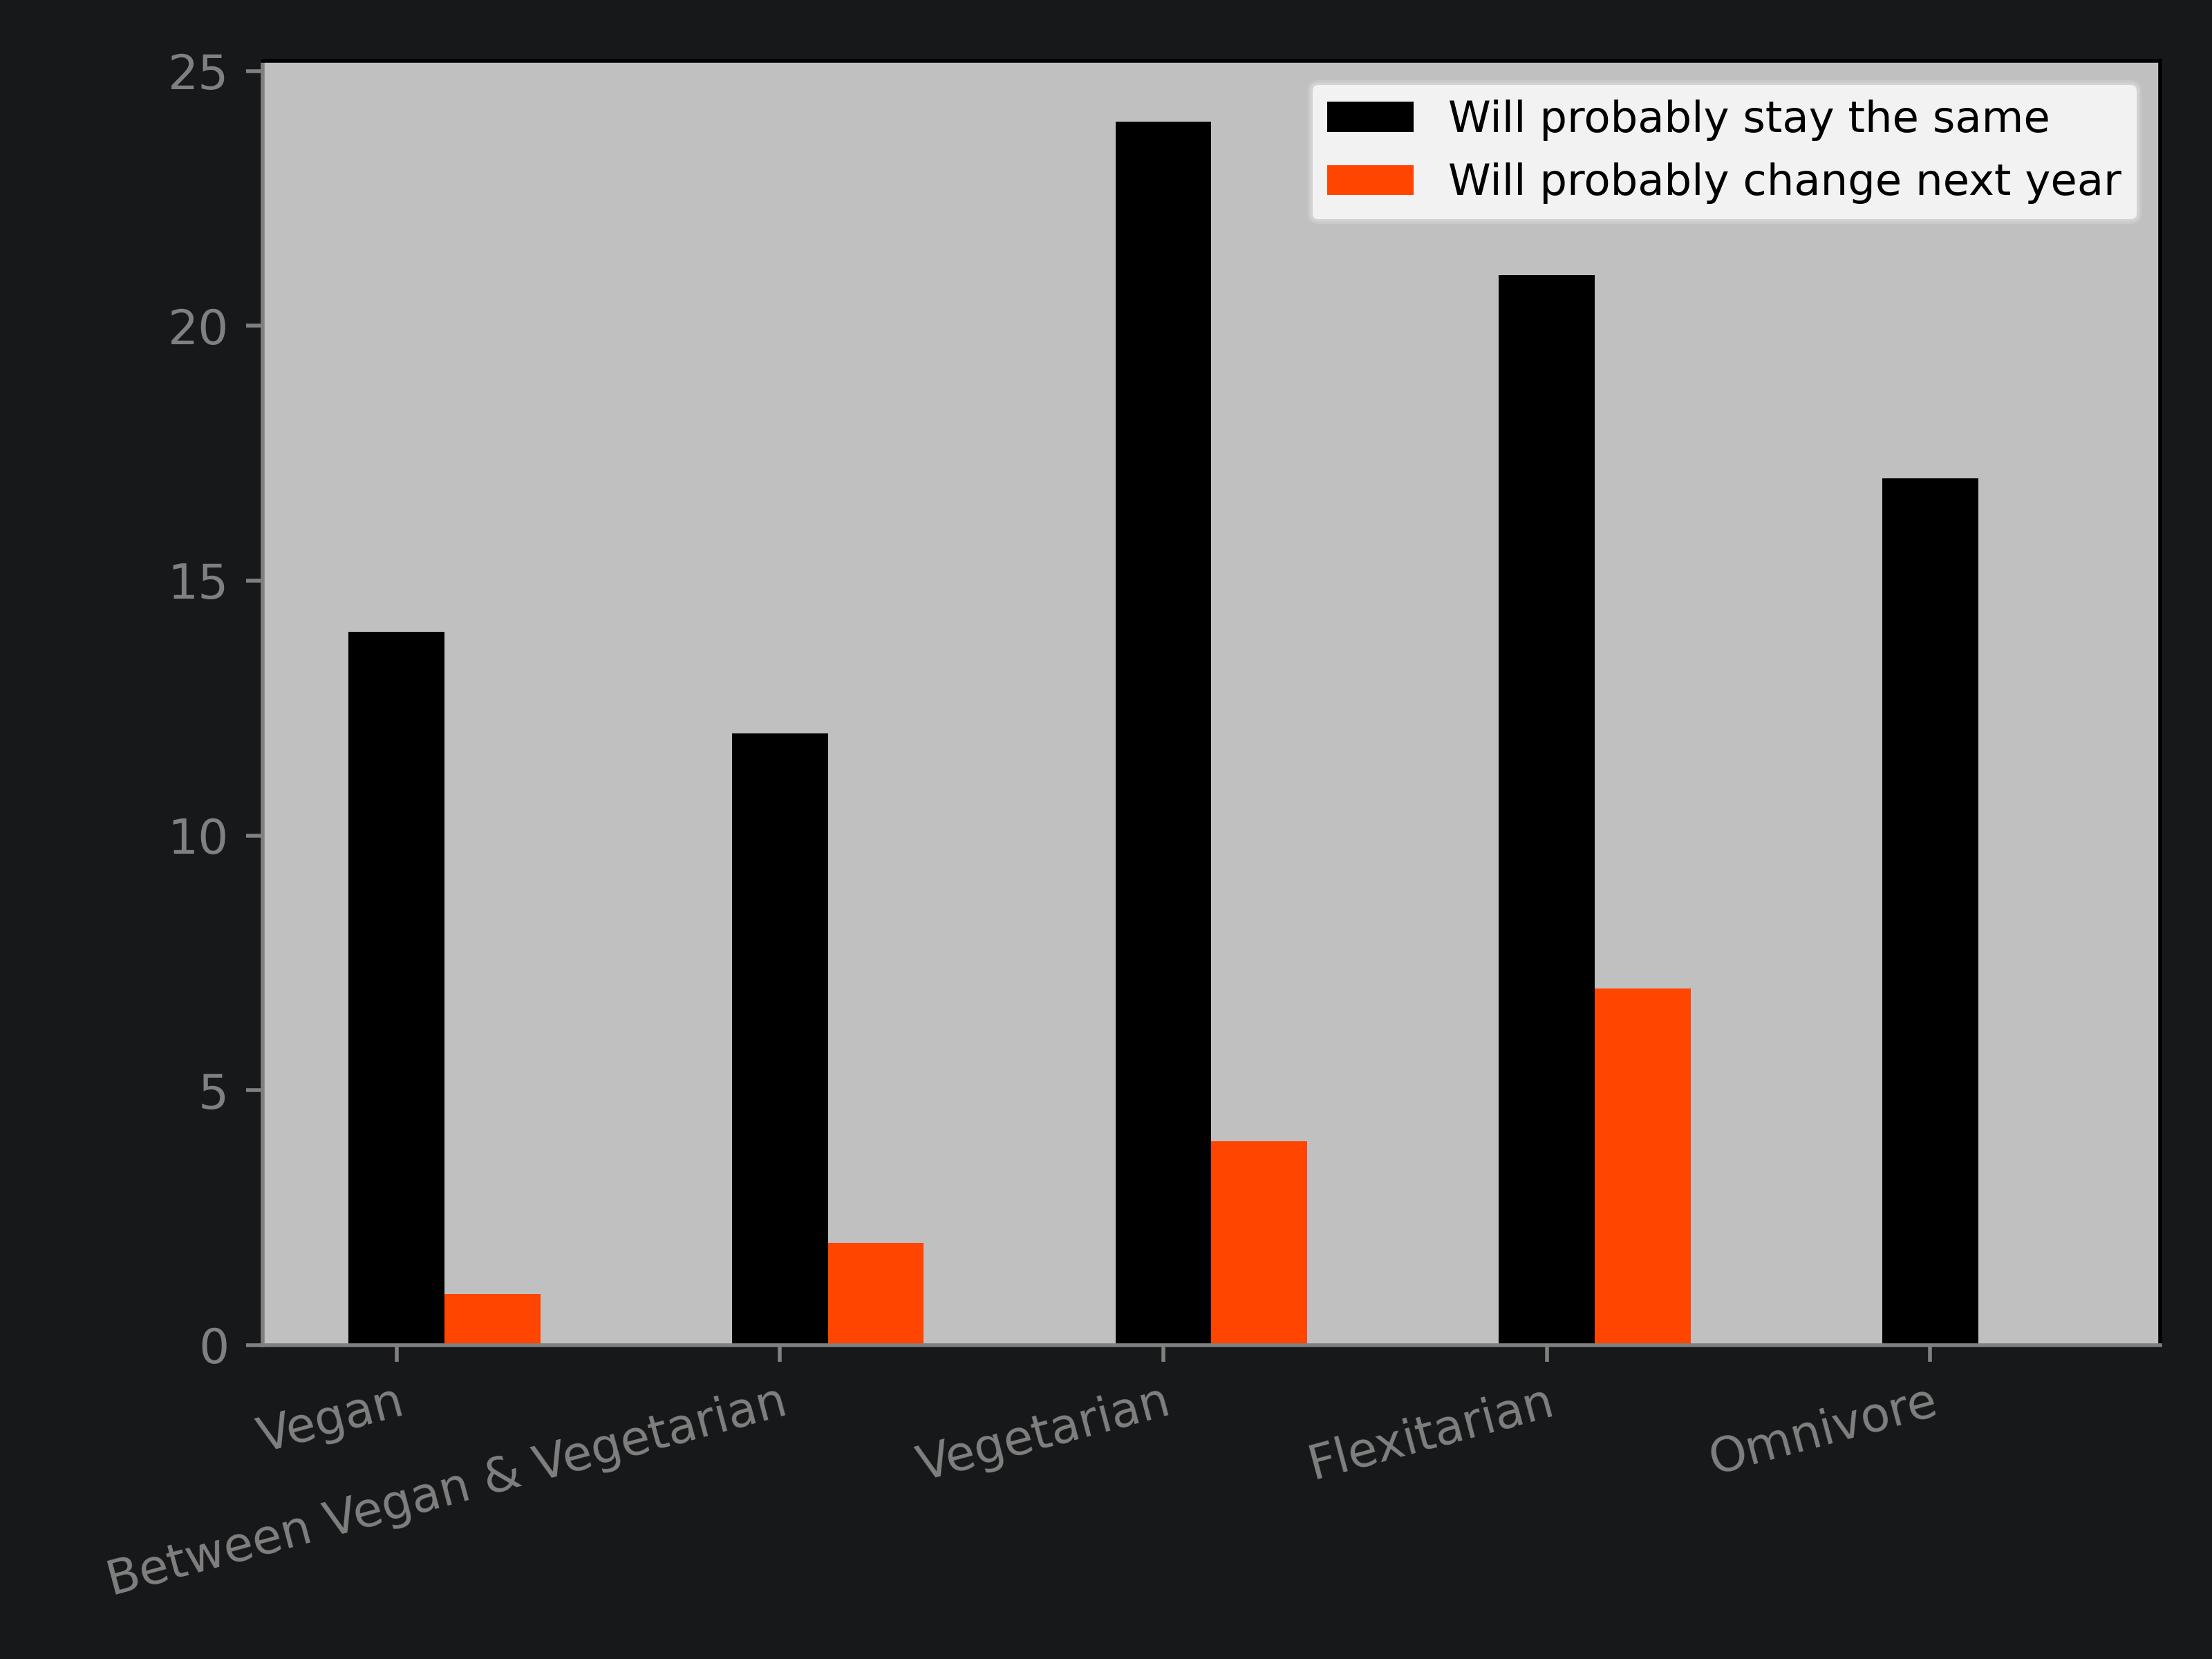 25
20
15
10
5
0
Will probably stay the same
Will probably change next year
Vegan
Between Vegan & Vegetarian
Vegetarian
Flexitarian
Omnivore